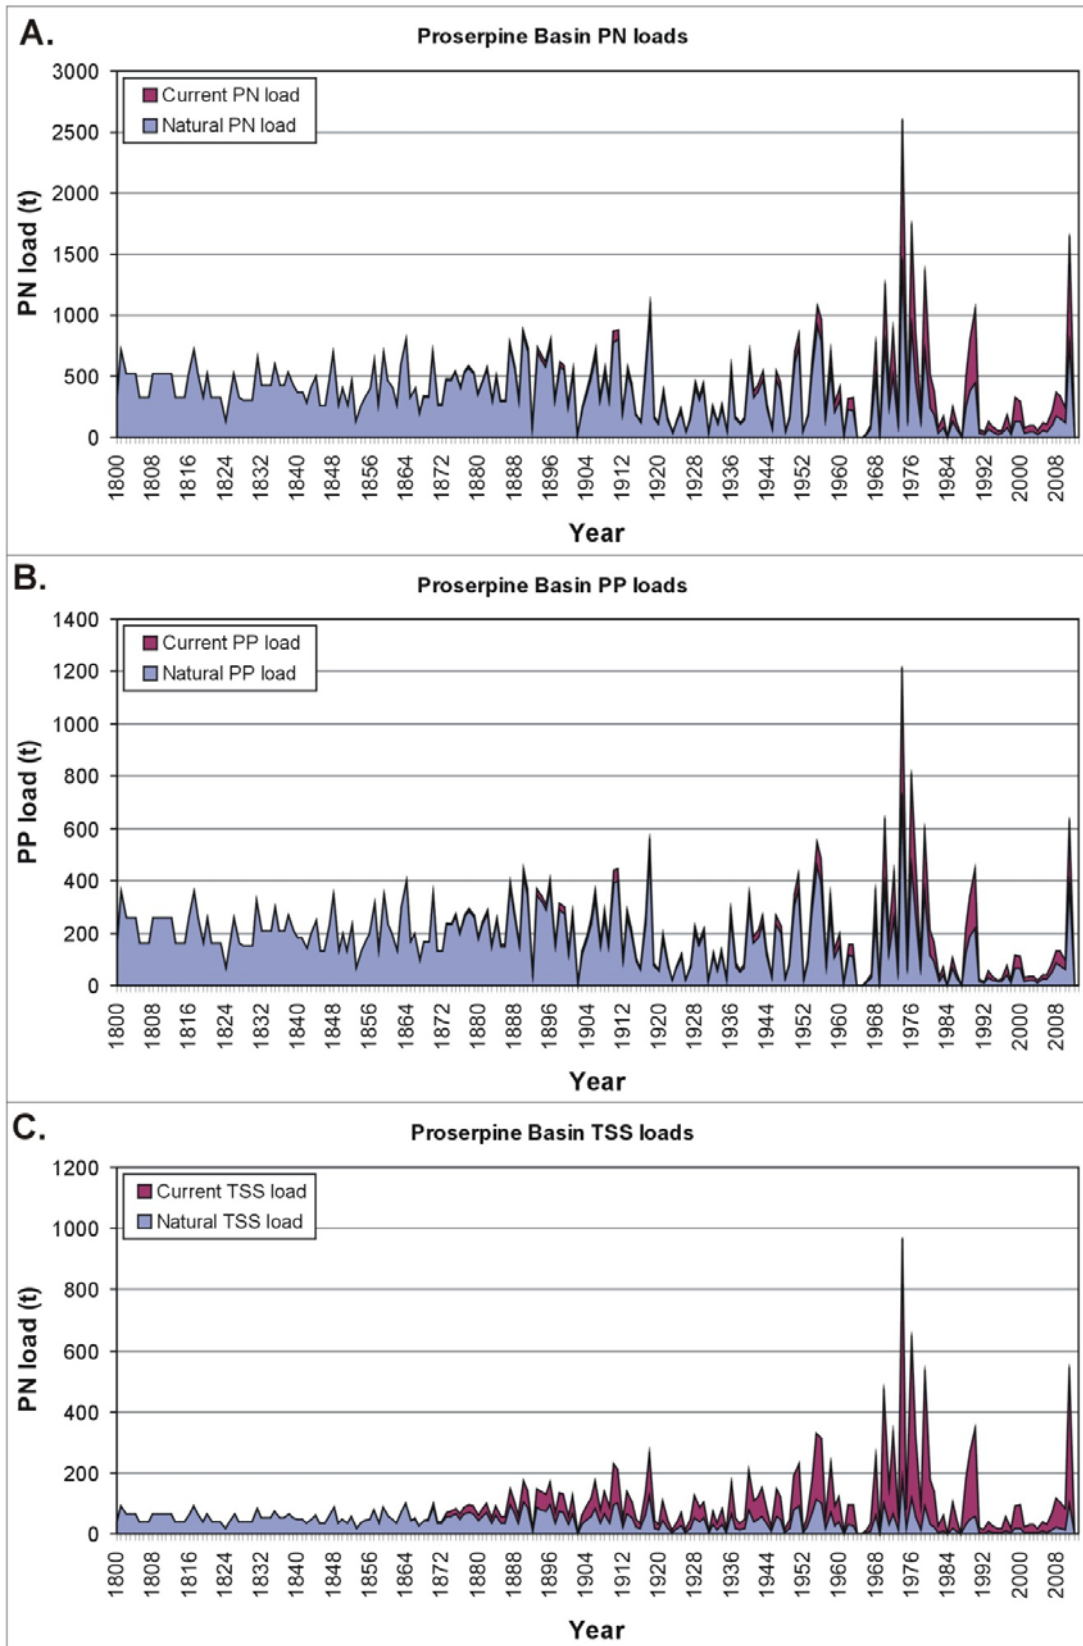 A.
Proserpine Basin PN loads
3000
2500
2000
1500
1000
500
0
PN load (t)
Current PN load
Natural PN load
1800 1808 1816 1824 1832 1840 1848 1856 1864 1872 1880 1888 1896 1904 1912 1920 1928 1936 1944 1952 1960 1968 1976 1984 1992 2000 2008
Year
B.
Proserpine Basin PP loads
1400
1200
1000
800
600
400
200
0
PP load (t)
Current PP load
Natural PP load
1800 1808 1816 1824 1832 1840 1848 1856 1864 1872 1880 1888 1896 1904 1912 1920 1928 1936 1944 1952 1960 1968 1976 1984 1992 2000 2008
Year
C.
Proserpine Basin TSS loads
1200
1000
800
600
400
200
0
PN load (t)
Current TSS load
Natural TSS load
1800 1808 1816 1824 1832 1840 1848 1856 1864 1872 1880 1888 1896 1904 1912 1920 1928 1936 1944 1952 1960 1968 1976 1984 1992 2000 2008
Year